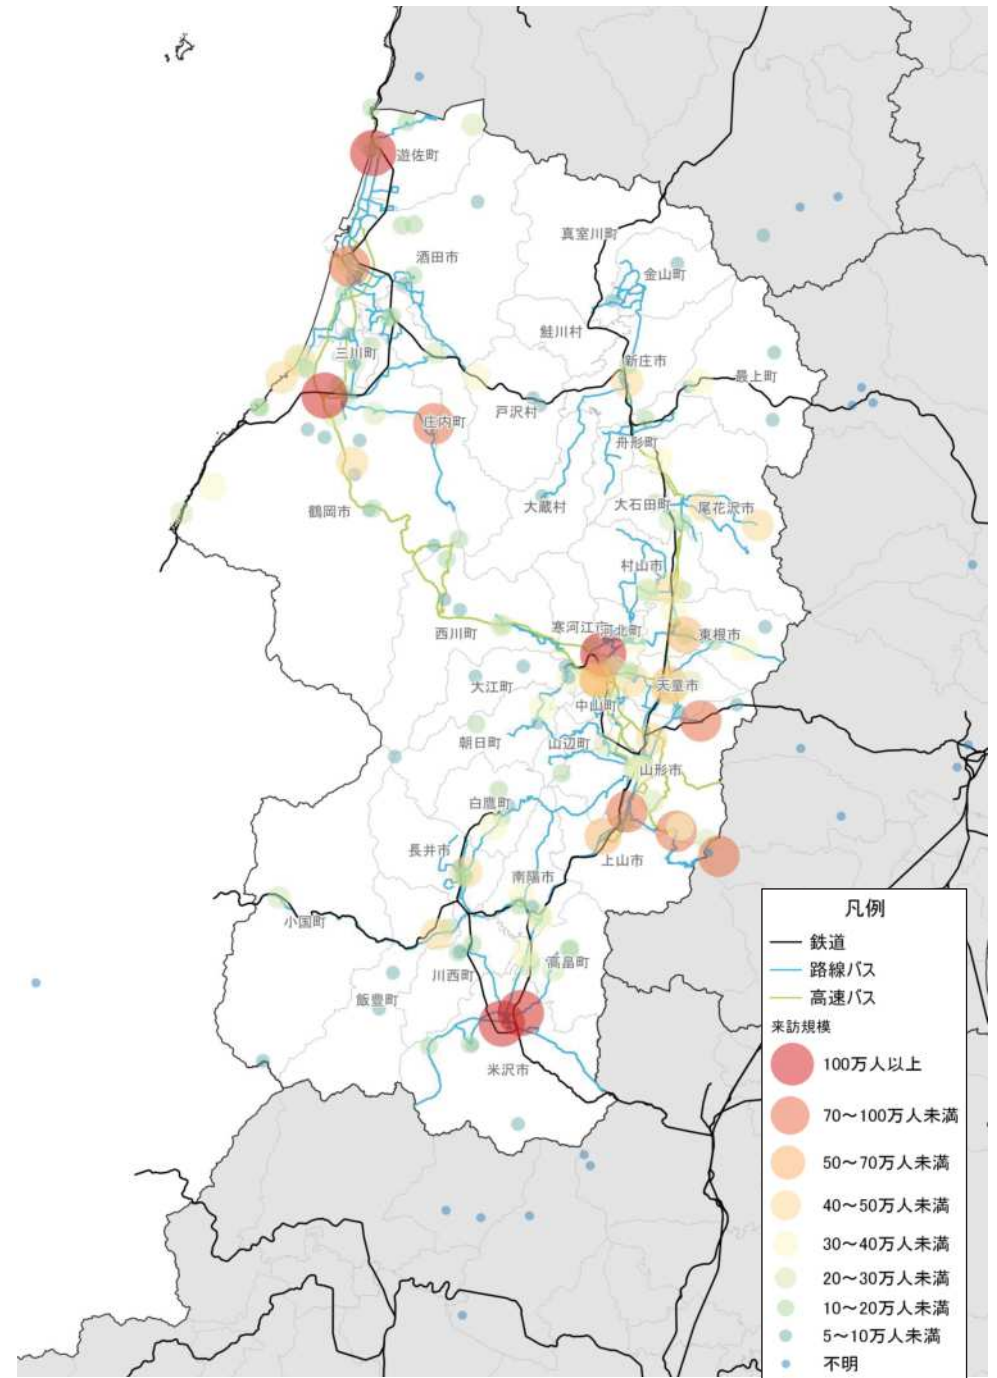 遊佐町
真室川町
酒田市
金山町
鮭川村
三川町
新庄市
最上町
戸沢村
庄内町
舟形町
大蔵村
大石田町
尾花沢市
鶴岡市
村山市
西川町
寒河江市
河北町
東根市
大江町
天童市
中山町
朝日町
山辺町
山形市
白鷹町
長井市
上山市
南陽市
小国町
川西町
高畠町
飯豊町
米沢市
凡例
鉄道
路線バス
高速バス
来訪規模
100万人以上
70～100万人未満
50～70万人未満
40～50万人未満
30～40万人未満
20～30万人未満
10～20万人未満
5～10万人未満
不明